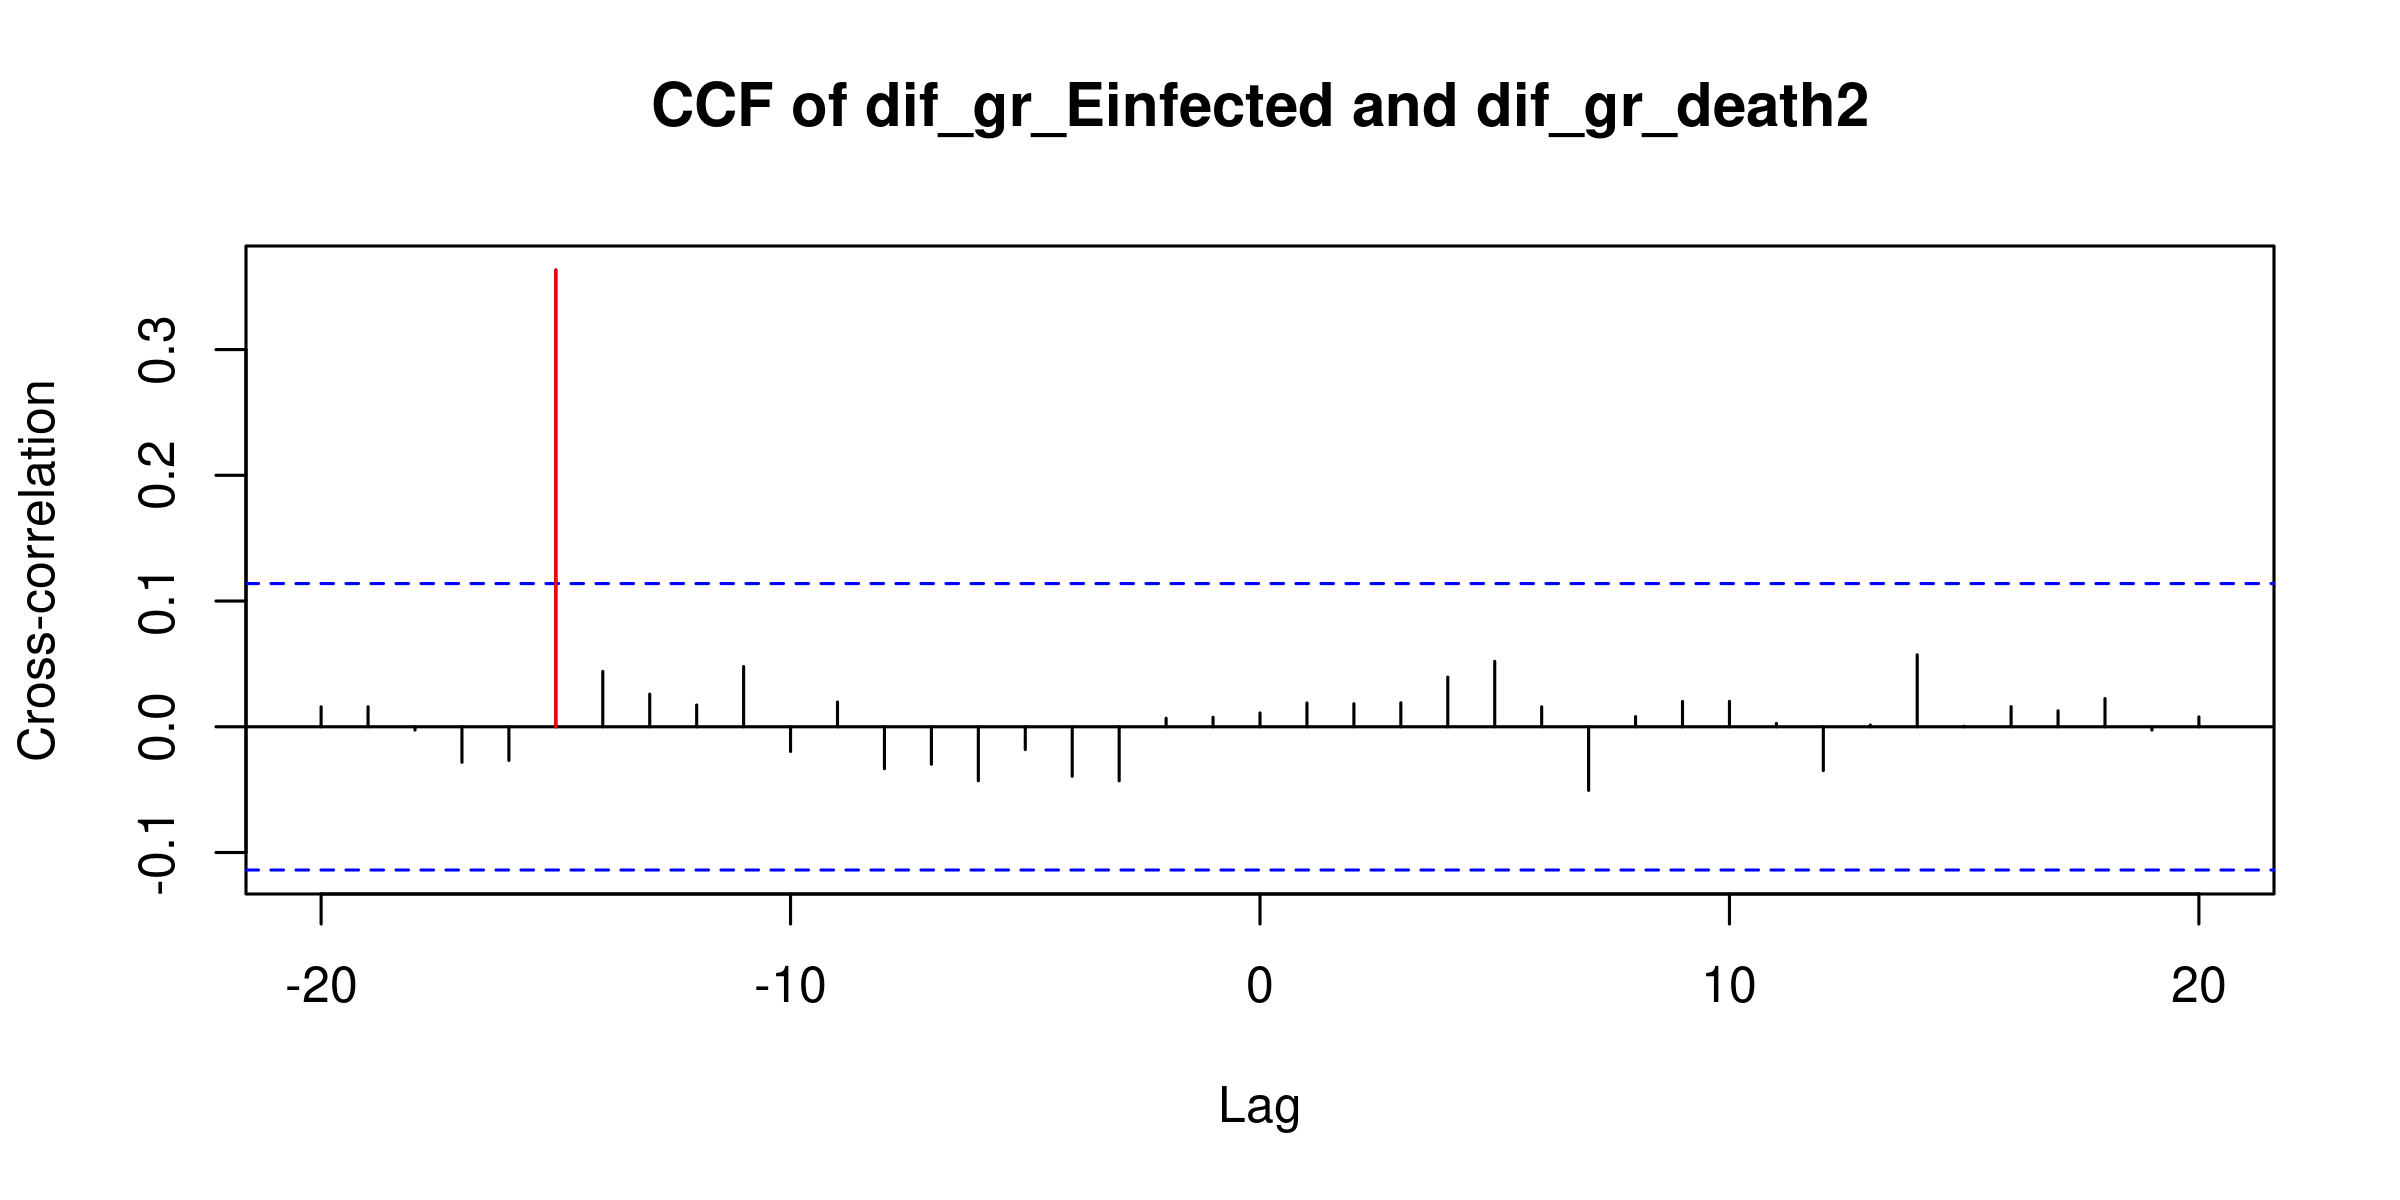 CCF of dif_gr_Einfected and dif_gr_death2
Cross-correlation
0.3
0.2
0.1
0.0
-0.1
-20 -10 0 10 20
Lag